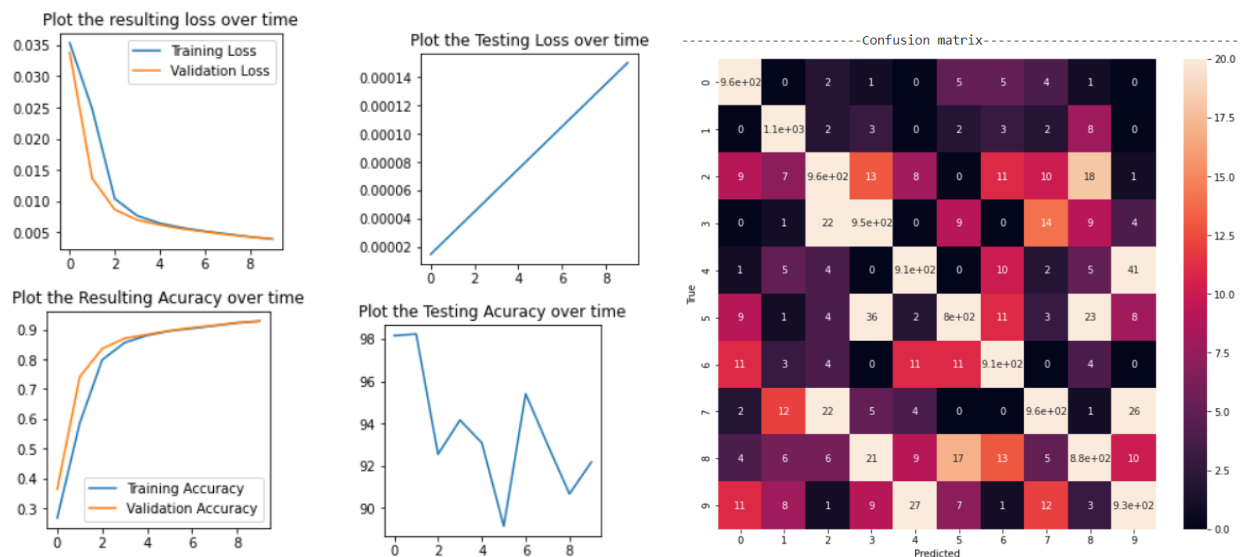 Plot the resulting loss over time
Training Loss
Validation Loss
0.035
0.030
0.025
0.020
0.015
0.010
0.005
0 2 4 6 8
Plot the Resulting Acuracy over time
0.9
0.8
0.7
0.6
0.5
0.4
0.3
Training Accuracy
Validation Accuracy
0 2 4 6 8
Plot the Testing Loss over time
0.00014
0.00012
0.00010
0.00008
0.00006
0.00004
0.00002
0 2 4 6 8
Plot the Testing Acuracy over time
98
96
94
92
90
0 2 4 6 8
-------------------------Confusion matrix-----------------------------------
True
0 9.6e+02 0 2 1 0 5 5 4 1 0
1 0 1.1e+03 2 3 0 2 3 2 8 0
2 9 7 9.6e+02 13 8 0 11 10 18 1
3 0 1 22 9.5e+02 0 9 0 14 9 4
4 1 5 4 0 9.1e+02 0 10 2 5 41
5 9 1 4 36 2 8e+02 11 3 23 8
6 11 3 4 0 11 11 9.1e+02 0 4 0
7 2 12 22 5 4 0 0 9.6e+02 1 26
8 4 6 6 21 9 17 13 5 8.8e+02 10
9 11 8 1 9 27 7 1 12 3 9.3e+02
0 1 2 3 4 5 6 7 8 9
Predicted
20.0
17.5
15.0
12.5
10.0
7.5
5.0
2.5
0.0